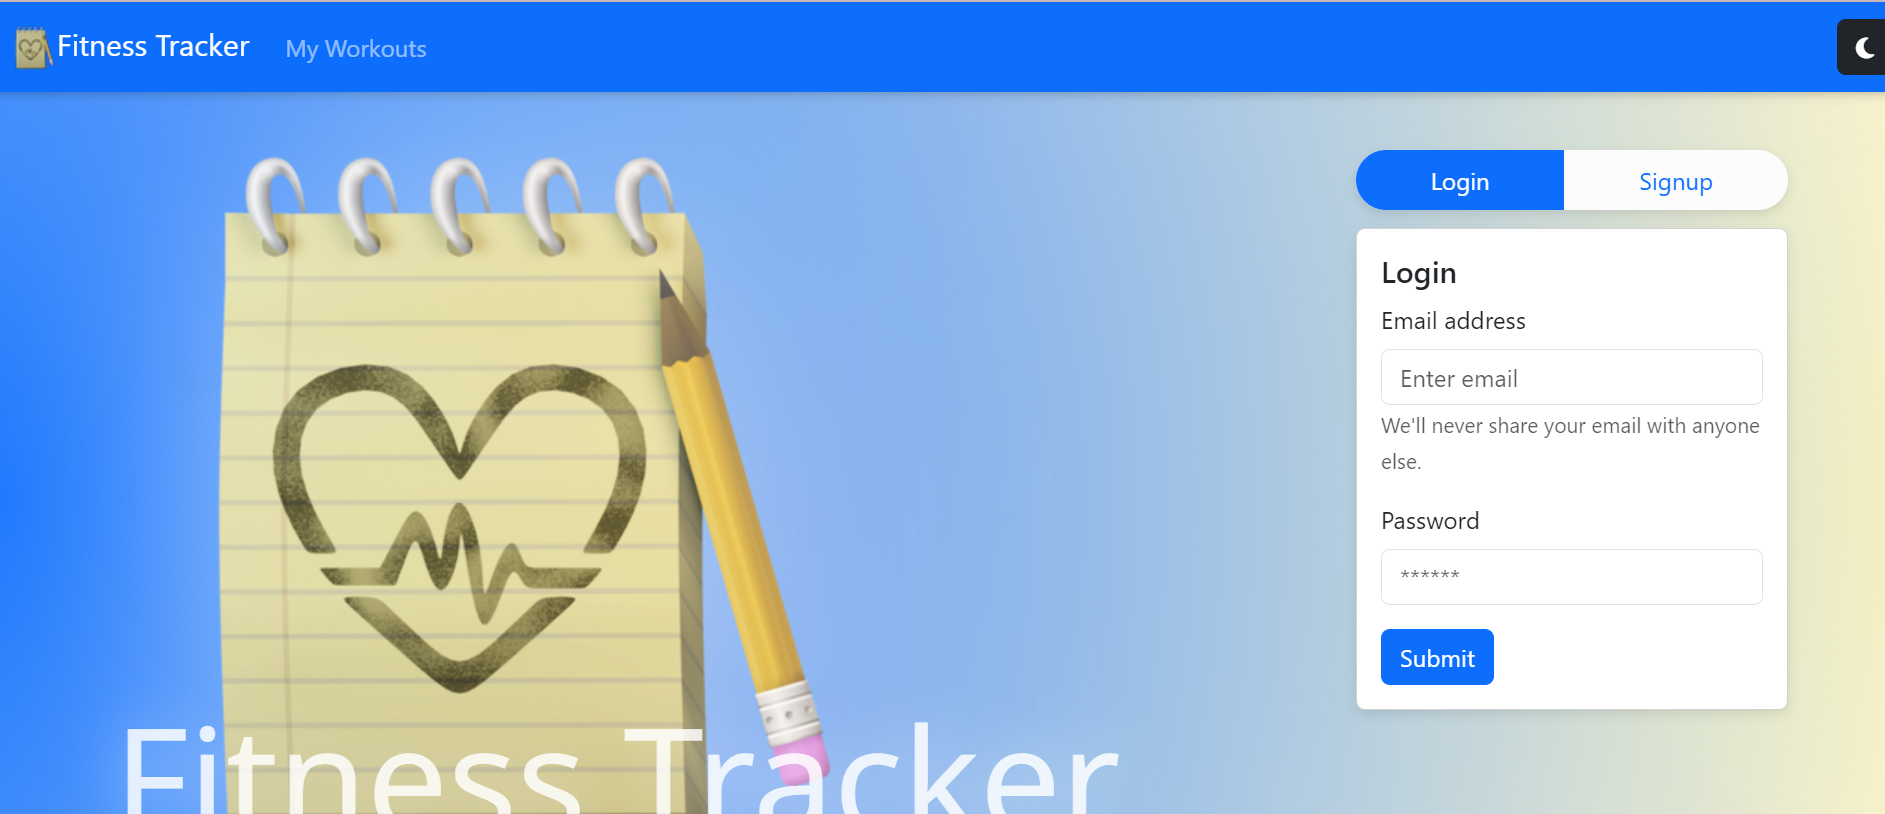 Fitness Tracker
My Workouts
Login
Signup
Login
Email address
Enter email
We'll never share your email with anyone
else.
Password
******
Submit
Fitness Tracker